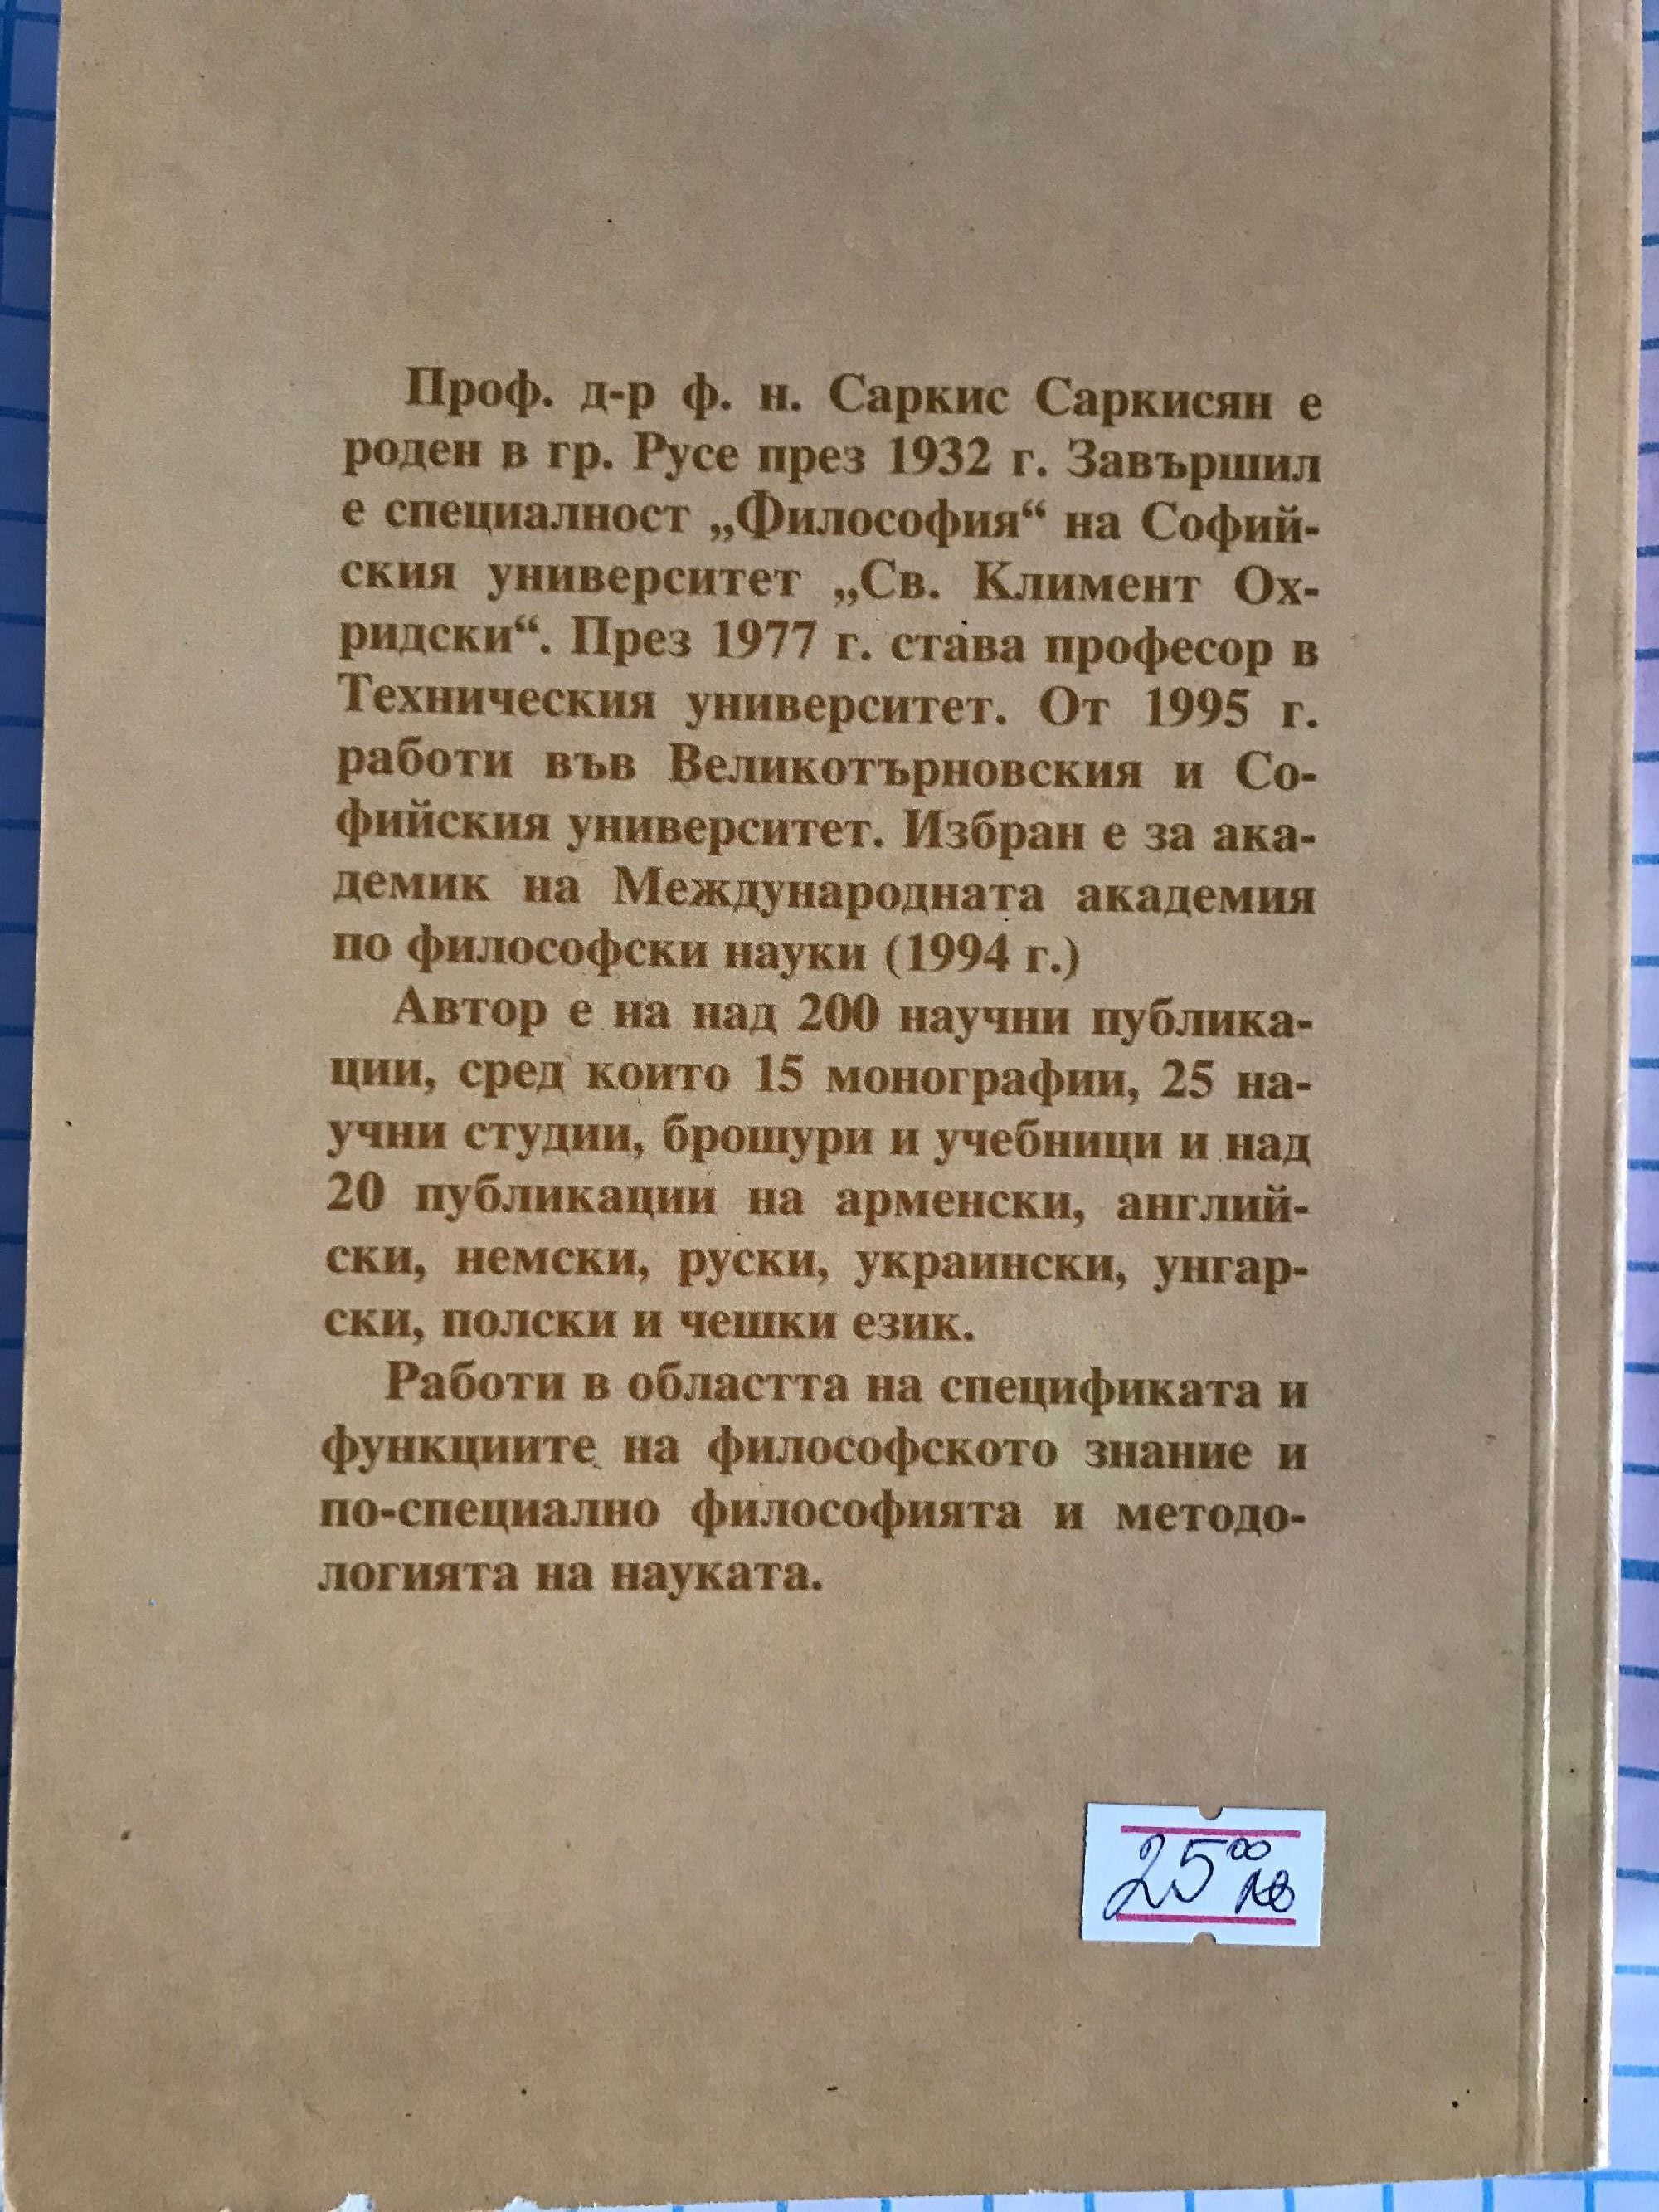 Проф. д-р ф. н. Саркис Саркисян е
роден в гр. Русе през 1932 г. Завършил
е специалност „Философия“ на Софий-
ския университет „Св. Климент Ох-
ридски“. През 1977 г. става професор в
Техническия университет. От 1995 г.
работи във Великотърновския и Со-
фийския университет. Избран е за ака-
демик на Международната академия
по философски науки (1994 г.)
Автор е на над 200 научни публика-
ции, сред които 15 монографии, 25 на-
учни студии, брошури и учебници и над
20 публикации на арменски, англий-
ски, немски, руски, украински, унгар-
ски, полски и чешки език.
Работи в областта на спецификата и
функциите на философското знание и
по-специално философията и методо-
логията на науката.
25⁰⁰ лв